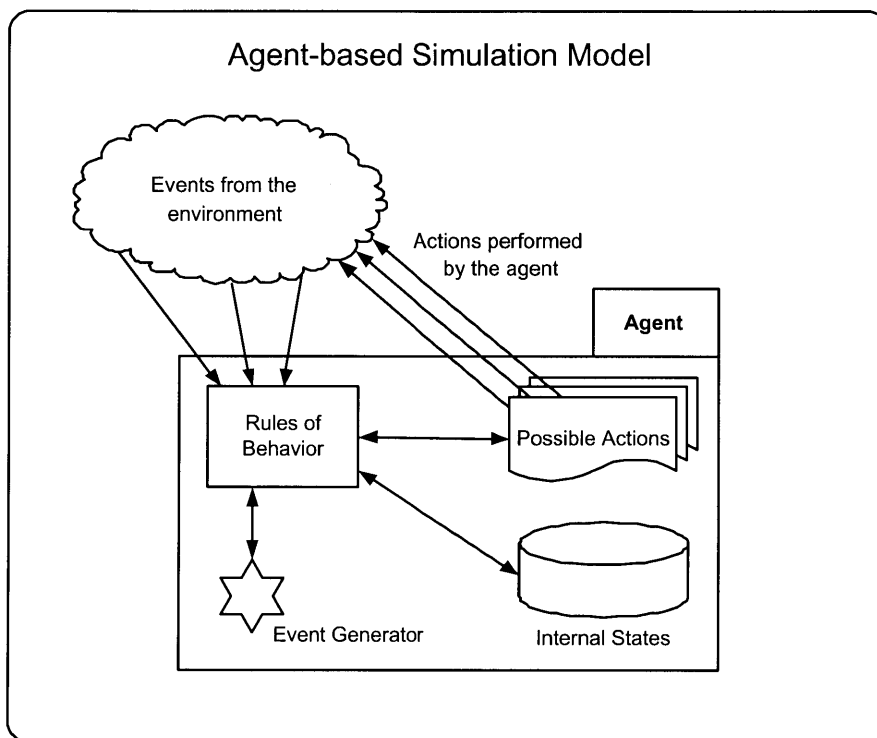 Agent-based Simulation Model
Events from the
environment
Actions performed
by the agent
Agent
Rules of
Behavior
Possible Actions
Event Generator
Internal States